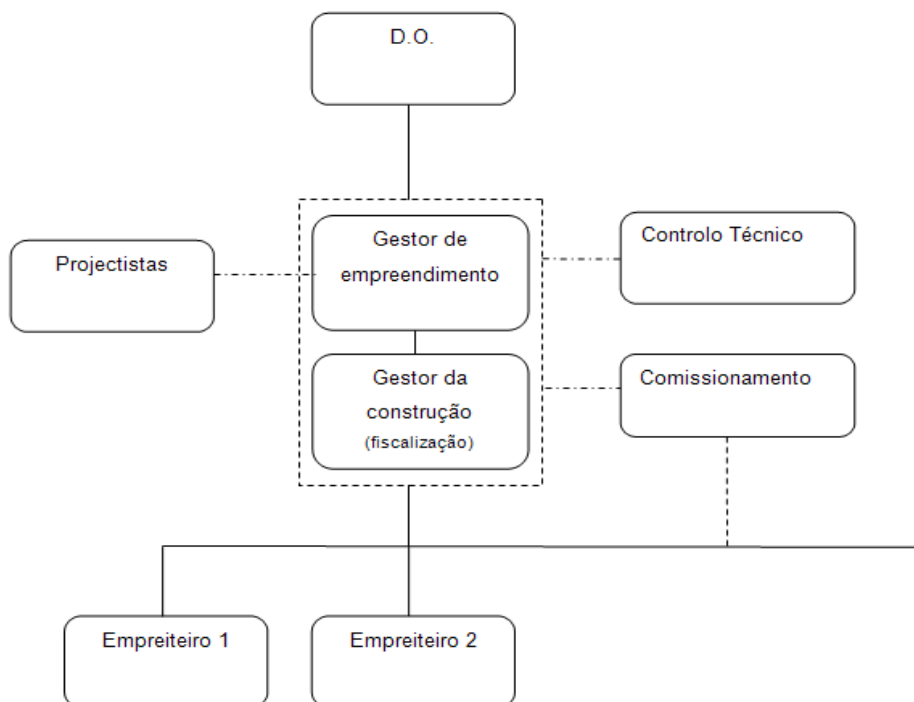 D.O.
Gestor de
empreendimento
Controlo Técnico
Projectistas
Gestor da
construção
(fiscalização)
Comissionamento
Empreiteiro 1
Empreiteiro 2